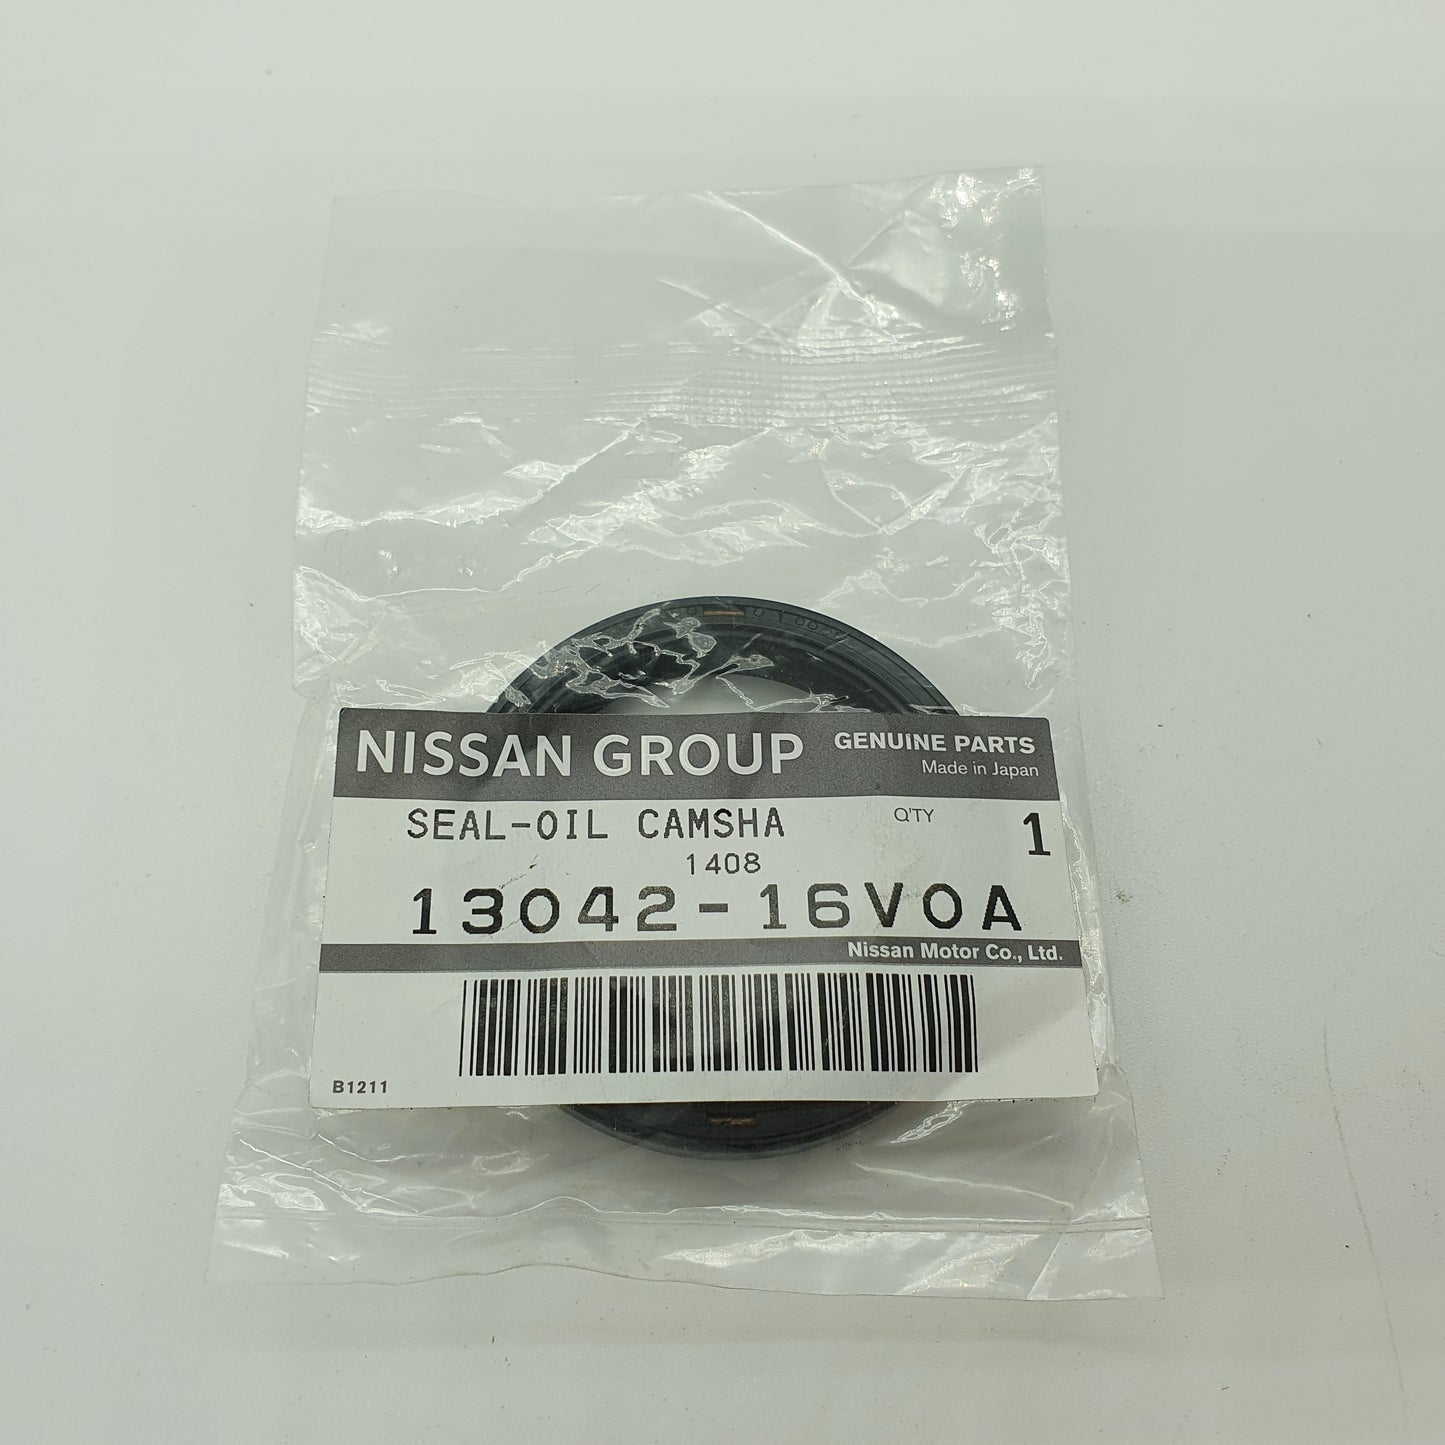 NISSAN GROUP
GENUINE PARTS
Made in Japan
SEAL-OIL CAMSHA
Q'TY
1
1408
13042-16V0A
Nissan Motor Co., Ltd.
B1211